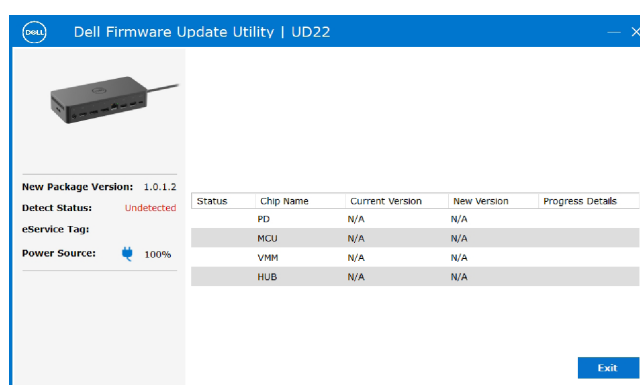 DELL
Dell Firmware Update Utility | UD22
New Package Version: 1.0.1.2
Detect Status: Undetected
eService Tag:
Power Source: 100%
Status Chip Name Current Version New Version Progress Details
PD N/A N/A
MCU N/A N/A
VMM N/A N/A
HUB N/A N/A
Exit